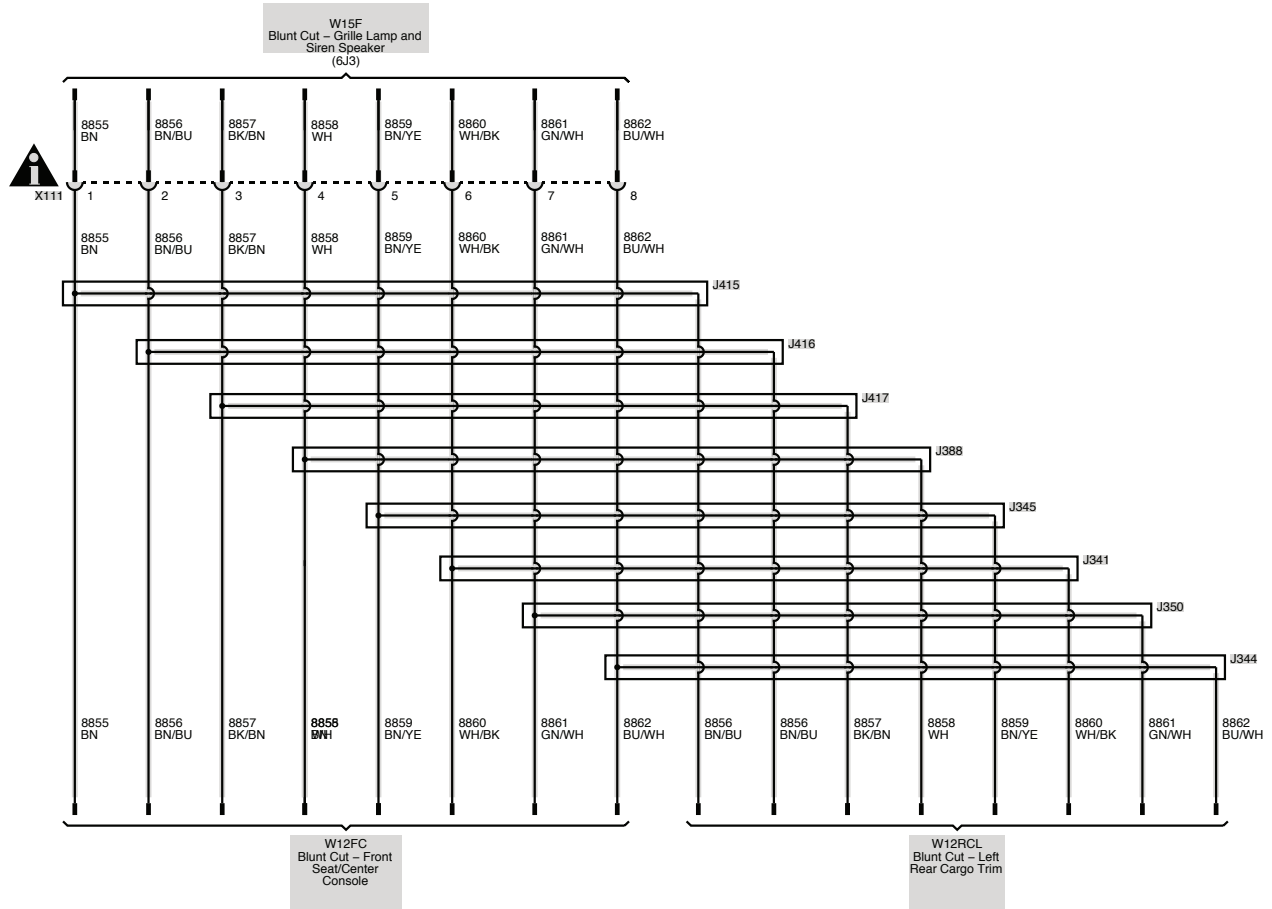 W15F
Blunt Cut – Grille Lamp and
Siren Speaker
(6J3)
8855
BN
8856
BN/BU
8857
BK/BN
8858
WH
8859
BN/YE
8860
WH/BK
8861
GN/WH
8862
BU/WH
i
X111
1
2
3
4
5
6
7
8
8855
BN
8856
BN/BU
8857
BK/BN
8858
WH
8859
BN/YE
8860
WH/BK
8861
GN/WH
8862
BU/WH
J415
J416
J417
J388
J345
J341
J350
J344
8855
BN
8856
BN/BU
8857
BK/BN
8859
BN/YE
8860
WH/BK
8861
GN/WH
8862
BU/WH
8856
BN/BU
8856
BN/BU
8857
BK/BN
8858
WH
8859
BN/YE
8860
WH/BK
8861
GN/WH
8862
BU/WH
W12FC
Blunt Cut – Front
Seat/Center
Console
W12RCL
Blunt Cut – Left
Rear Cargo Trim